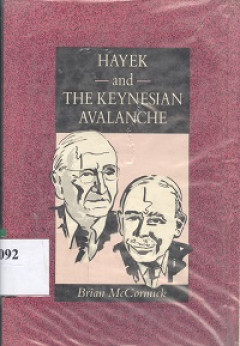 HAYEK
— and —
THE KEYNESIAN
AVALANCHE
092
Brian McCormick